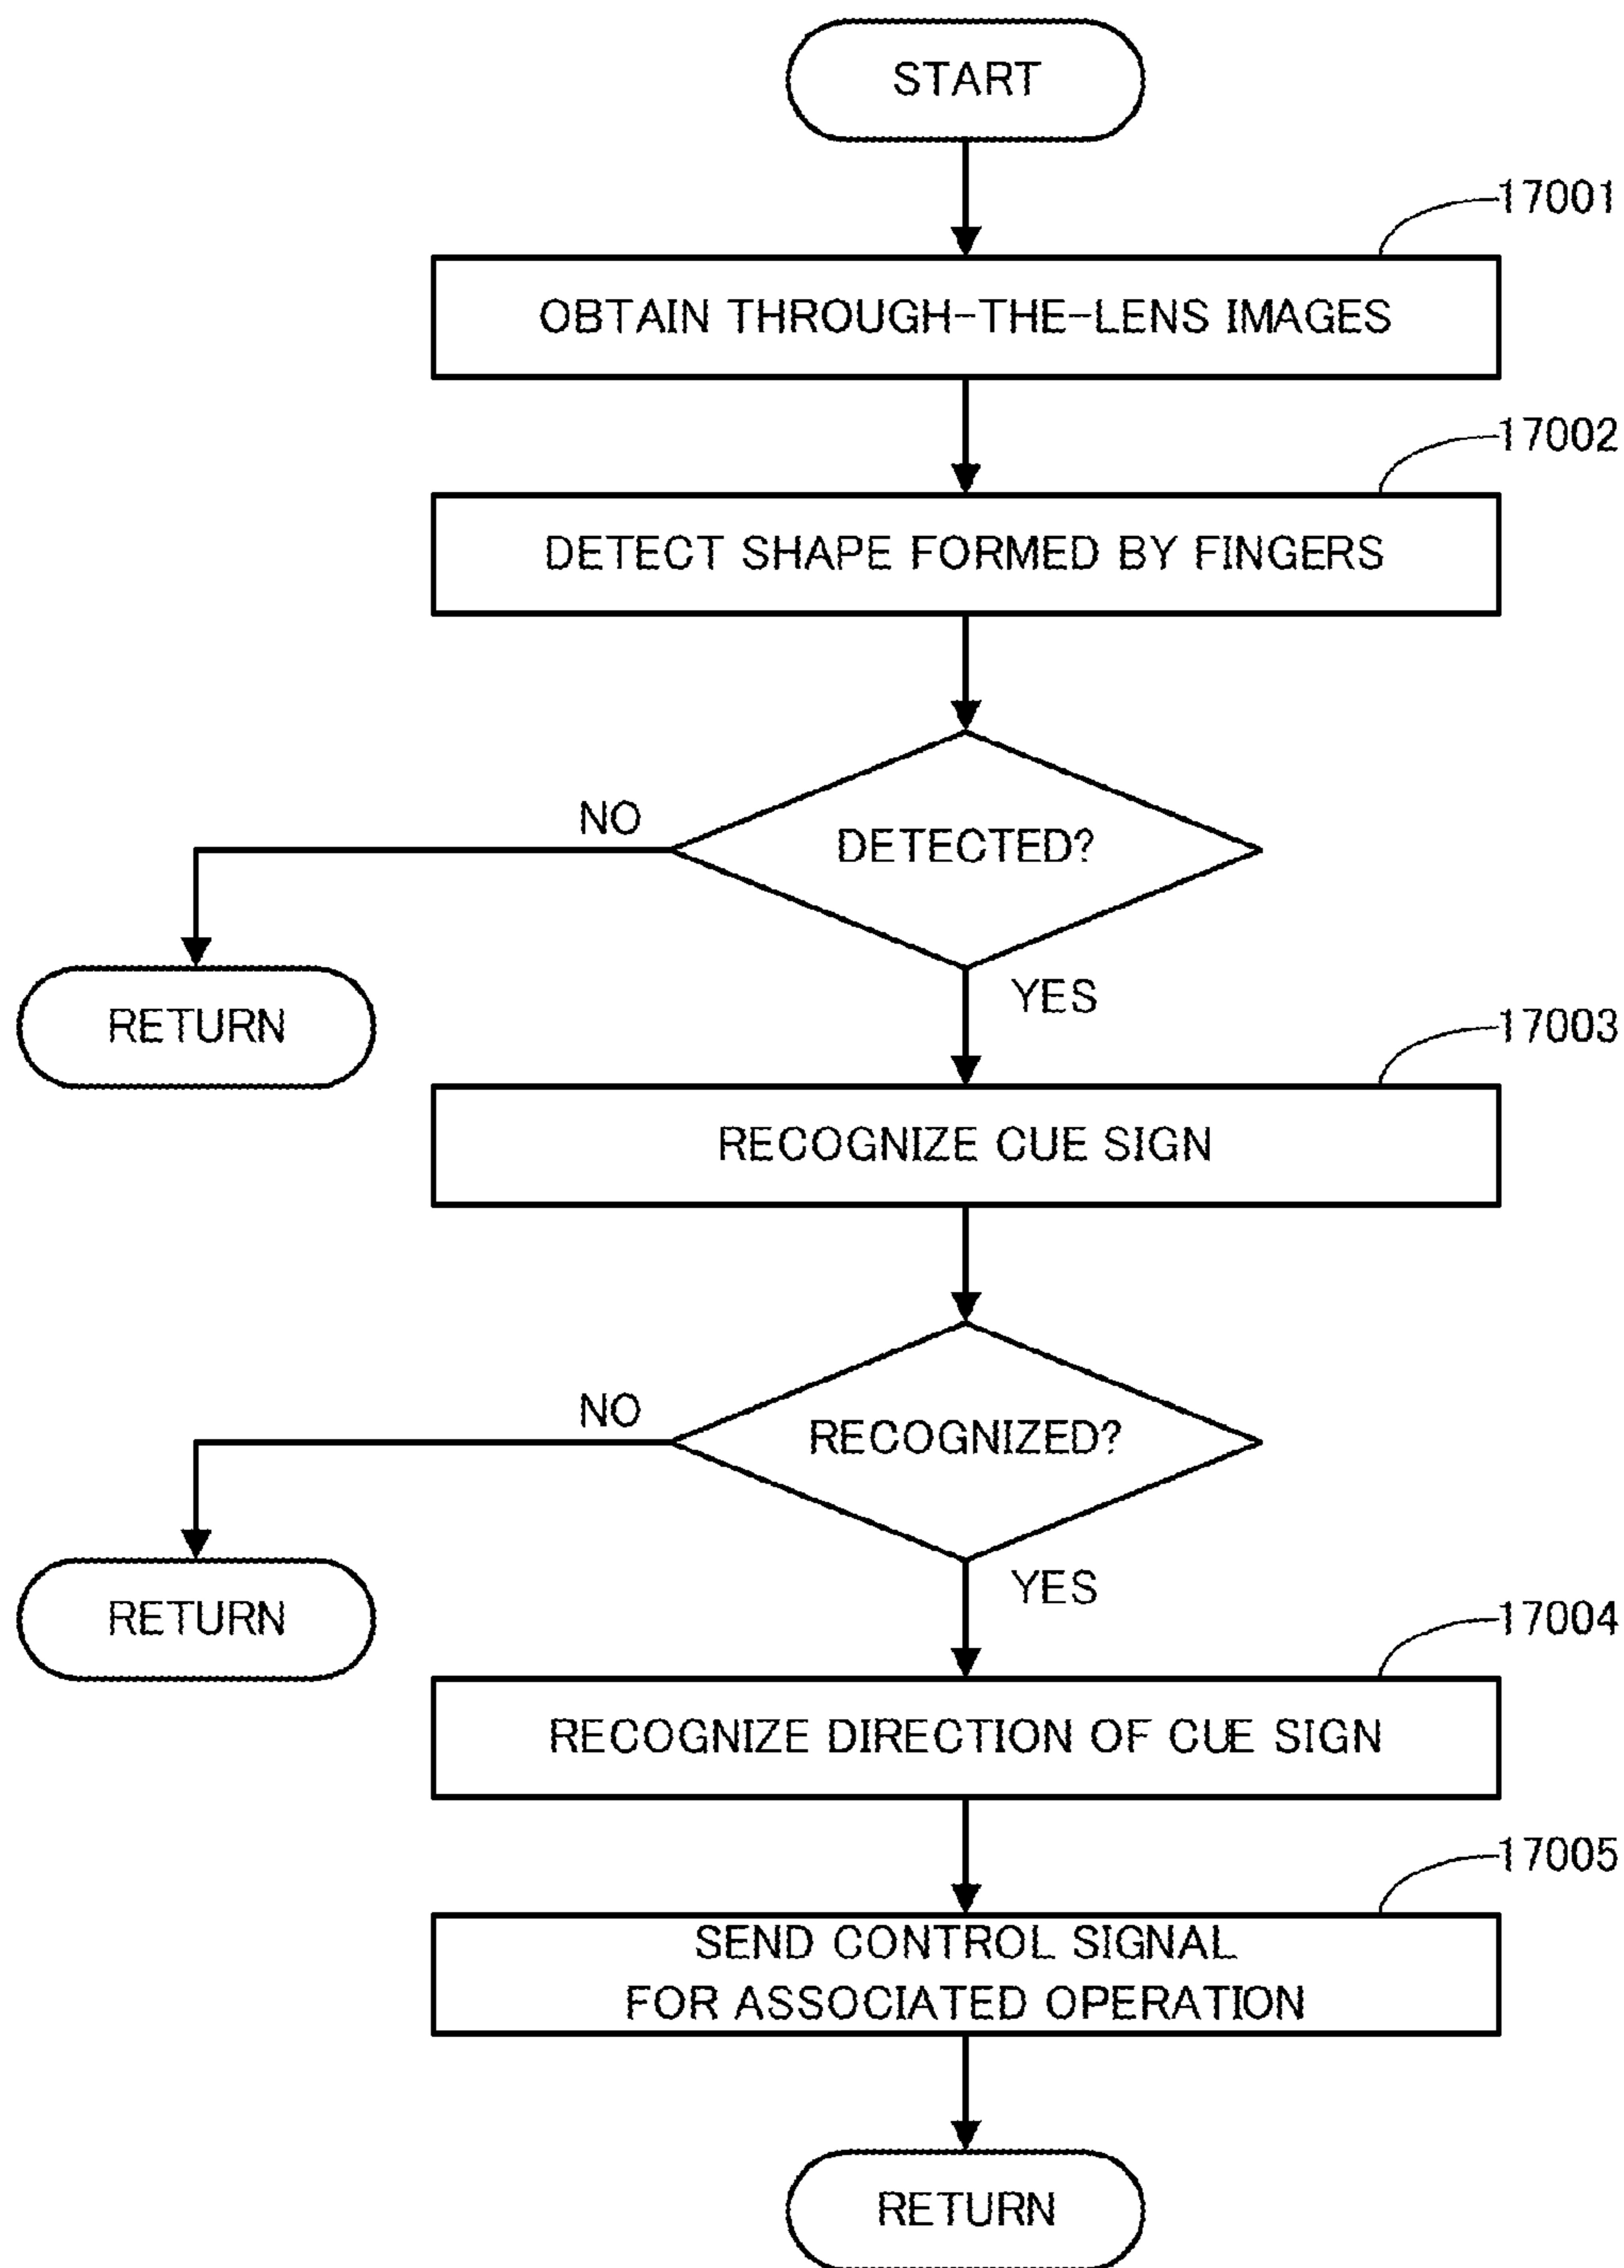 START
17001
OBTAIN THROUGH-THE-LENS IMAGES
17002
DETECT SHAPE FORMED BY FINGERS
NO
DETECTED?
YES
RETURN
17003
RECOGNIZE CUE SIGN
NO
RECOGNIZED?
YES
RETURN
17004
RECOGNIZE DIRECTION OF CUE SIGN
17005
SEND CONTROL SIGNAL
FOR ASSOCIATED OPERATION
RETURN